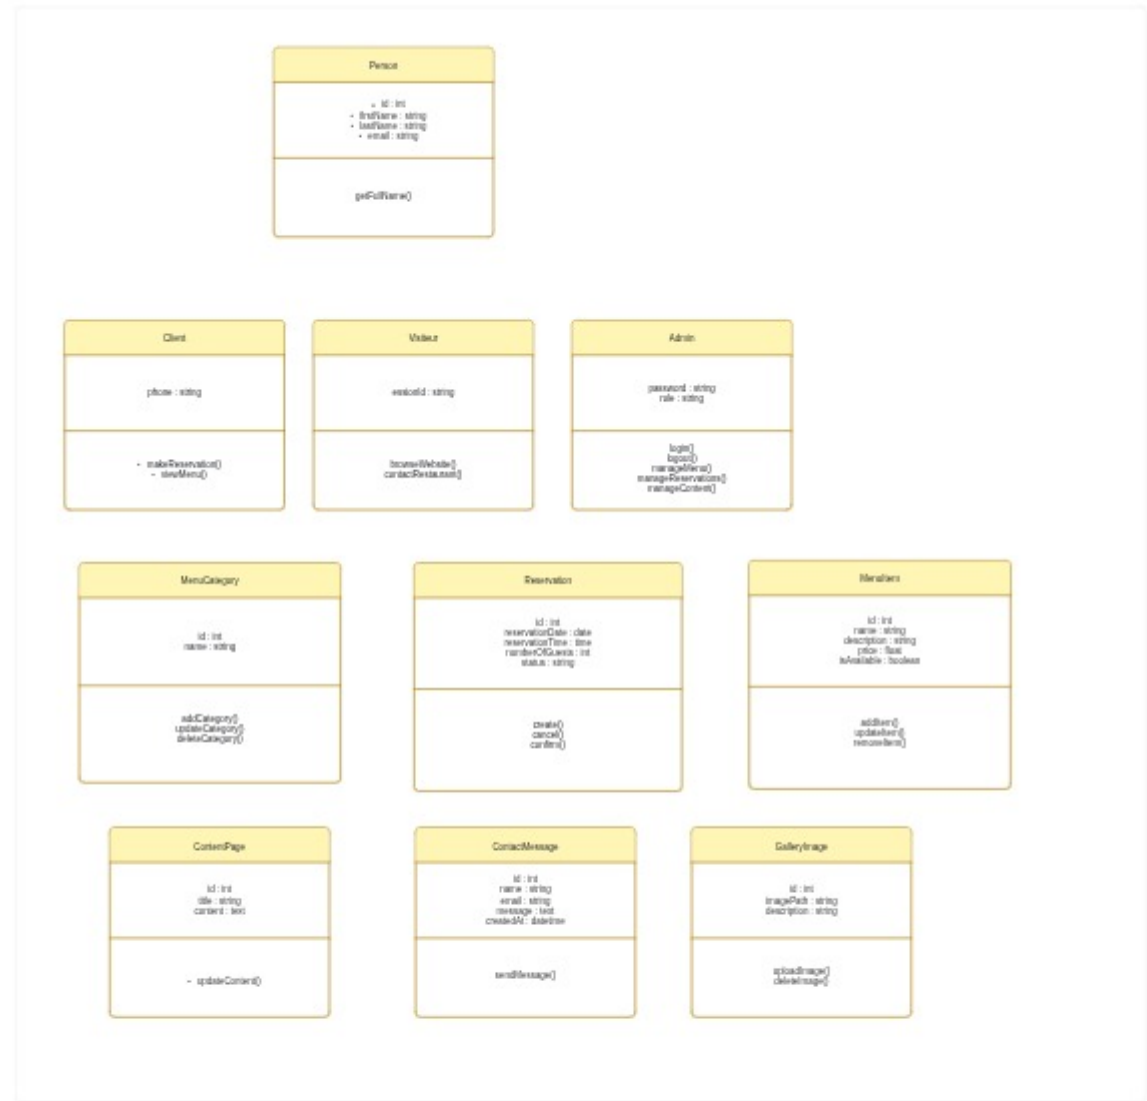 Person
- id : int
• firstName : string
• lastName : string
• email : string
getFullName()
Client
phone : string
• makeReservation()
- viewMenu()
Visiteur
essionId : string
browseWebsite()
contactRestaurant()
Admin
password : string
role : string
login()
logout()
manageMenu()
manageReservations()
manageContent()
MenuCategory
id : int
name : string
addCategory()
updateCategory()
deleteCategory()
Reservation
id : int
reservationDate : date
reservationTime : time
numberOfGuests : int
status : string
create()
cancel()
confirm()
MenuItem
id : int
name : string
description : string
price : float
isAvailable : boolean
addItem()
updateItem()
removeItem()
ContentPage
id : int
title : string
content : text
- updateContent()
ContactMessage
id : int
name : string
email : string
message : text
createdAt : datetime
sendMessage()
GalleryImage
id : int
imagePath : string
description : string
uploadImage()
deleteImage()